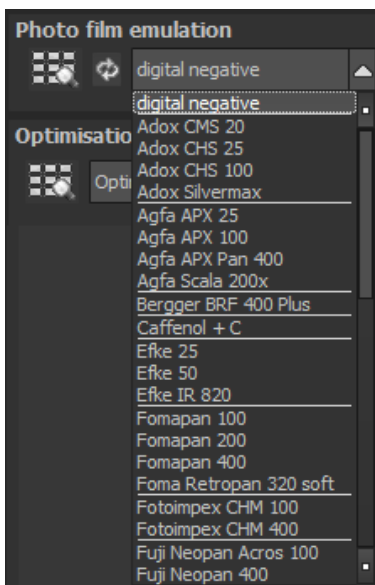 Photo film emulation
digital negative
digital negative
Optimisatio
Adox CMS 20
Adox CHS 25
Opti
Adox CHS 100
Adox Silvermax
Agfa APX 25
Agfa APX 100
Agfa APX Pan 400
Agfa Scala 200x
Bergger BRF 400 Plus
Caffenol + C
Efke 25
Efke 50
Efke IR 820
Fomapan 100
Fomapan 200
Fomapan 400
Foma Retropan 320 soft
Fotoimpex CHM 100
Fotoimpex CHM 400
Fuji Neopan Acros 100
Fuji Neopan 400